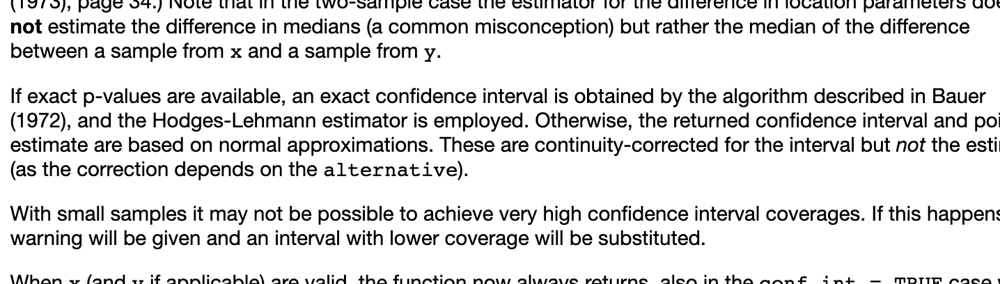 (1973), page 34.) Note that in the two-sample case the estimator for the difference in location parameters
not estimate the difference in medians (a common misconception) but rather the median of the difference
between a sample from x and a sample from y.
If exact p-values are available, an exact confidence interval is obtained by the algorithm described in Bauer
(1972), and the Hodges-Lehmann estimator is employed. Otherwise, the returned confidence interval and
estimate are based on normal approximations. These are continuity-corrected for the interval but not the
(as the correction depends on the alternative).
With small samples it may not be possible to achieve very high confidence interval coverages. If this happens
warning will be given and an interval with lower coverage will be substituted.
When x (and y if applicable) are valid, the function now always returns, also in the conf.int = TRUE case